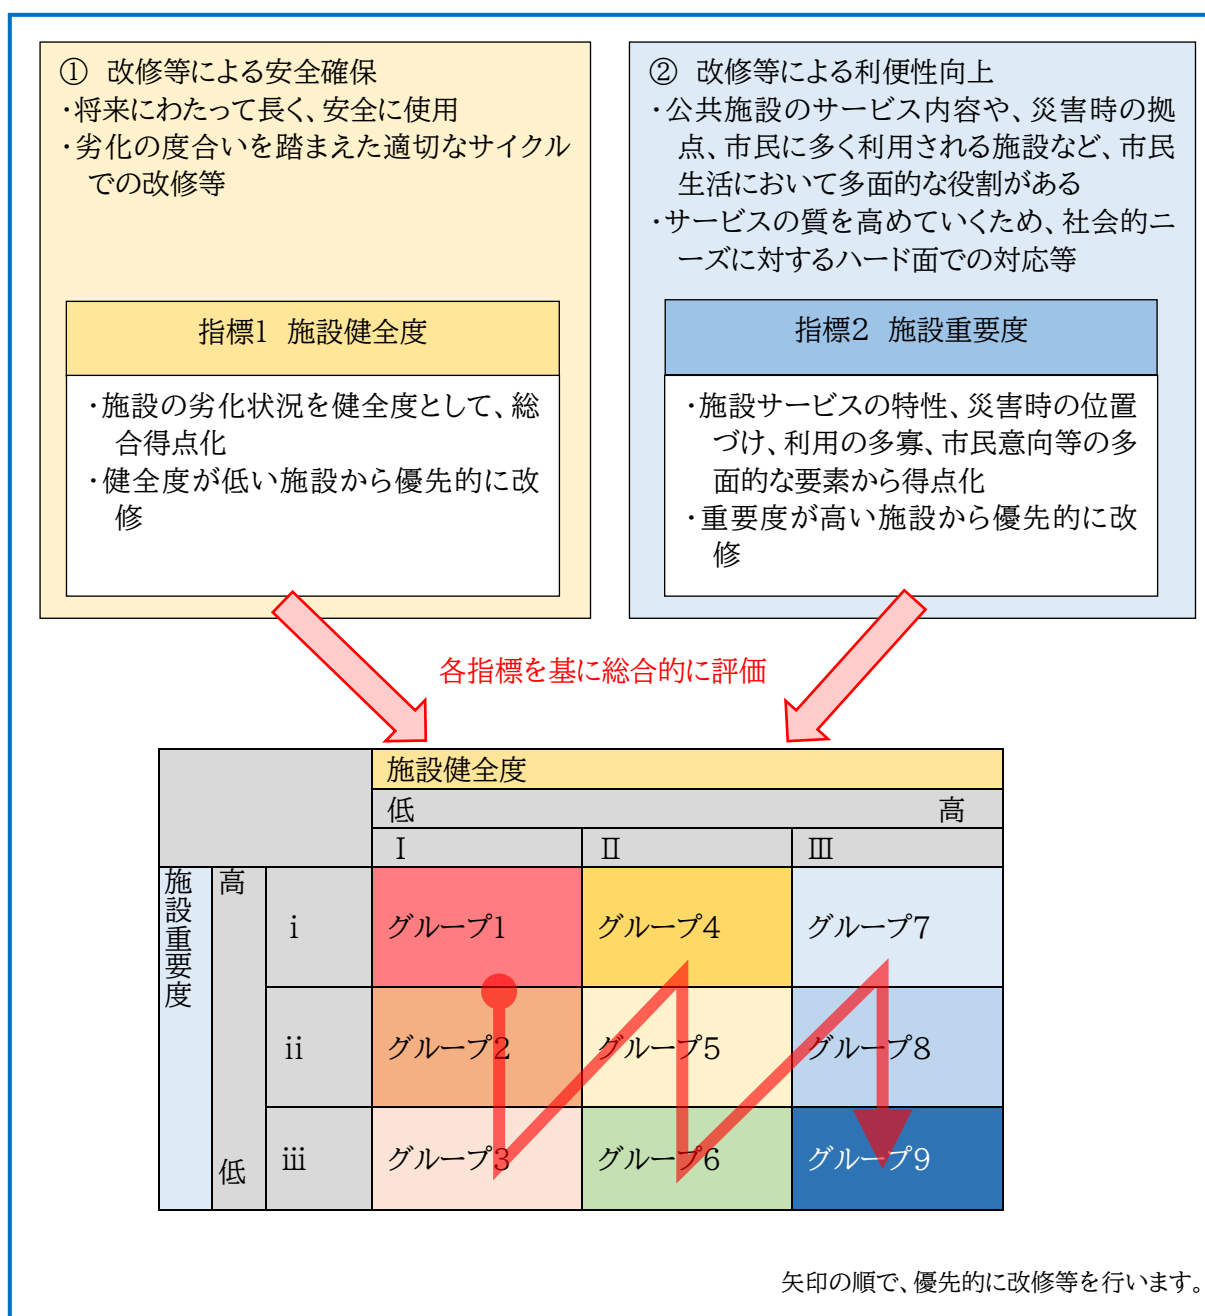 ① 改修等による安全確保
・将来にわたって長く、安全に使用
・劣化の度合いを踏まえた適切なサイクル
での改修等
指標1 施設健全度
・施設の劣化状況を健全度として、総
合得点化
・健全度が低い施設から優先的に改
修
② 改修等による利便性向上
・公共施設のサービス内容や、災害時の拠
点、市民に多く利用される施設など、市民
生活において多面的な役割がある
・サービスの質を高めていくため、社会的ニ
ーズに対するハード面での対応等
指標2 施設重要度
・施設サービスの特性、災害時の位置
づけ、利用の多寡、市民意向等の多
面的な要素から得点化
・重要度が高い施設から優先的に改
修
各指標を基に総合的に評価
施設健全度
低 高
Ⅰ Ⅱ Ⅲ
施設重要度
高
ⅰ グループ1 グループ4 グループ7
ⅱ グループ2 グループ5 グループ8
低 ⅲ グループ3 グループ6 グループ9
矢印の順で、優先的に改修等を行います。